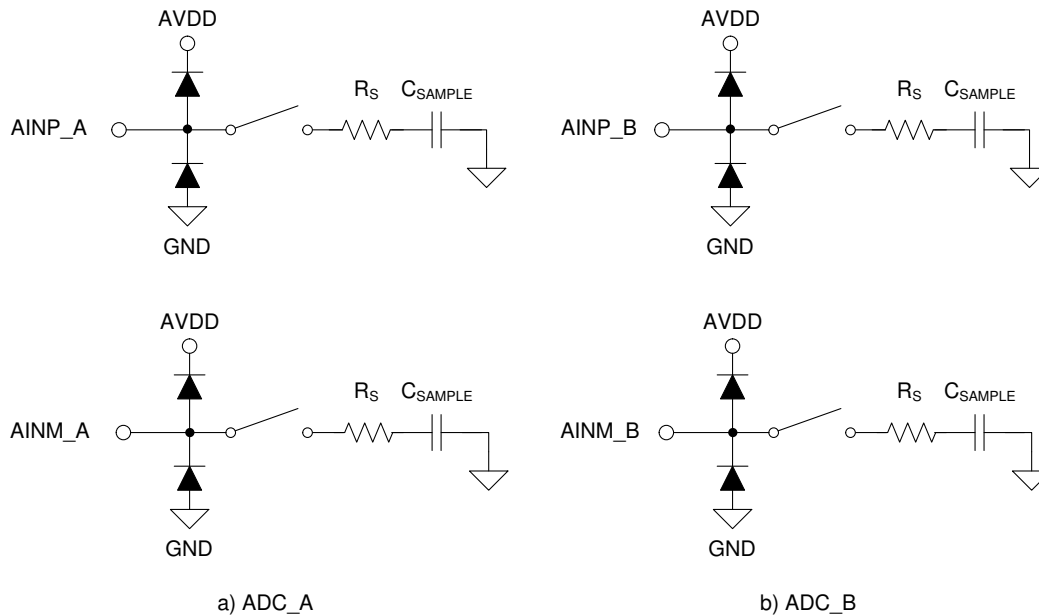 AVDD AVDD
R_S C_SAMPLE R_S C_SAMPLE
AINP_A AINP_B
GND GND
AVDD AVDD
R_S C_SAMPLE R_S C_SAMPLE
AINM_A AINM_B
GND GND
a) ADC_A b) ADC_B